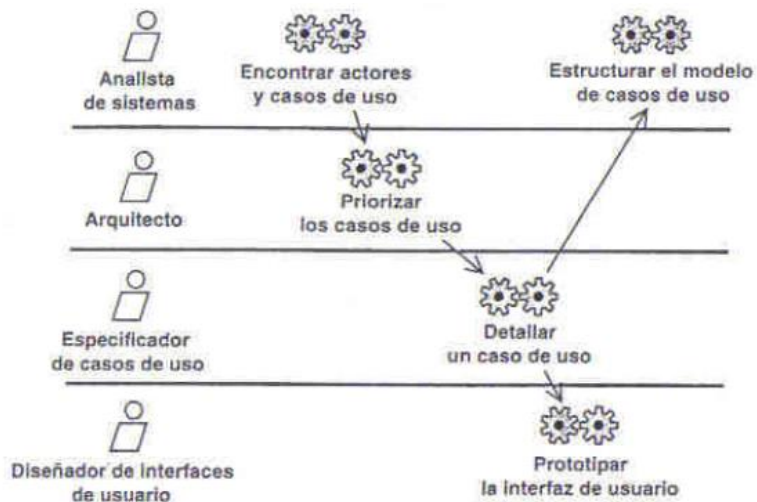 Analista
de sistemas
Encontrar actores
y casos de uso
Estructurar el modelo
de casos de uso
Arquitecto
Priorizar
los casos de uso
Especificador
de casos de uso
Detallar
un caso de uso
Diseñador de interfaces
de usuario
Prototipar
la interfaz de usuario